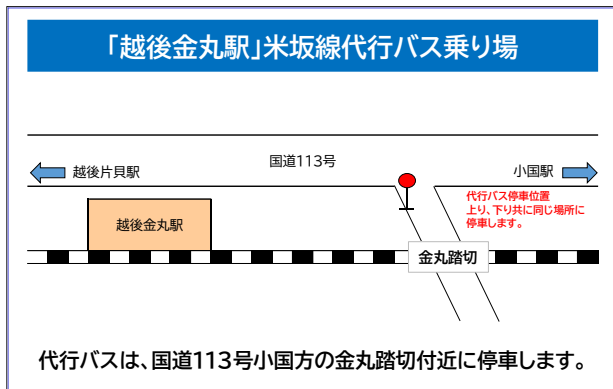 「越後金丸駅」米坂線代行バス乗り場
国道113号
越後片貝駅
小国駅
代行バス停車位置
上り、下り共に同じ場所に
停車します。
越後金丸駅
金丸踏切
代行バスは、国道113号小国方の金丸踏切付近に停車します。